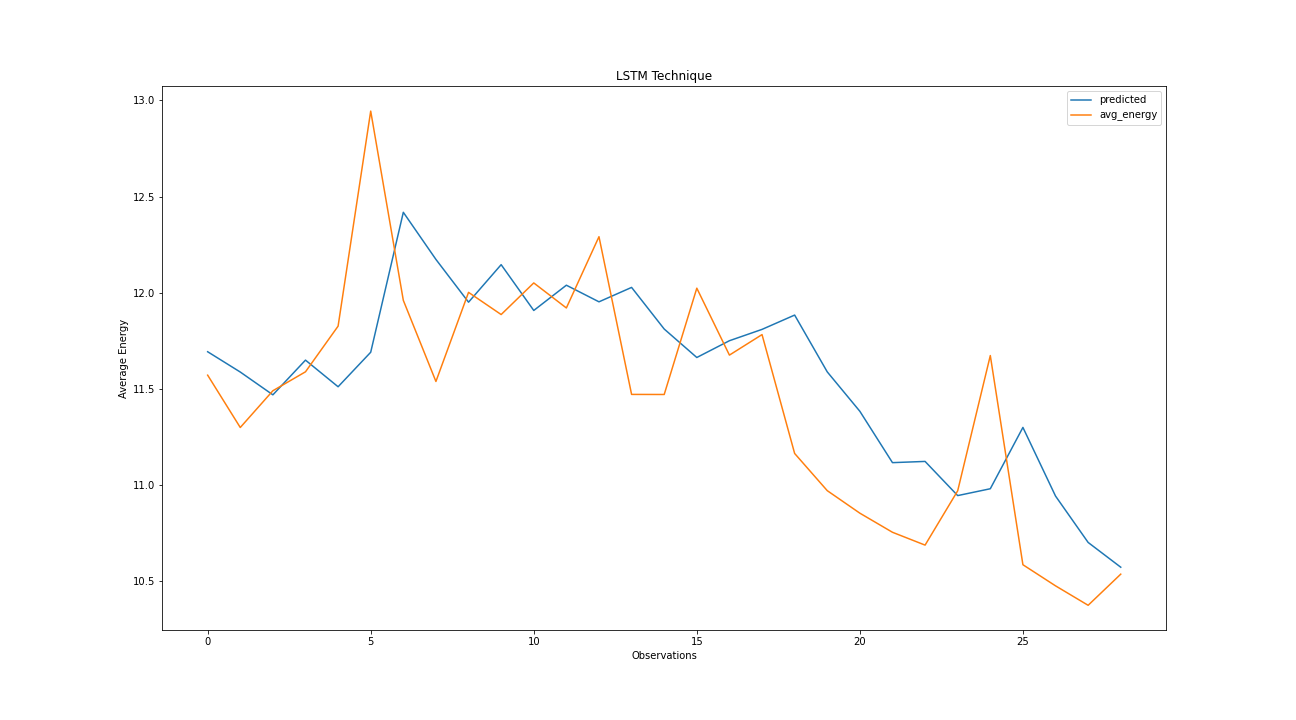 LSTM Technique
predicted
avg_energy
13.0
12.5
12.0
11.5
11.0
10.5
Average Energy
0 5 10 15 20 25
Observations